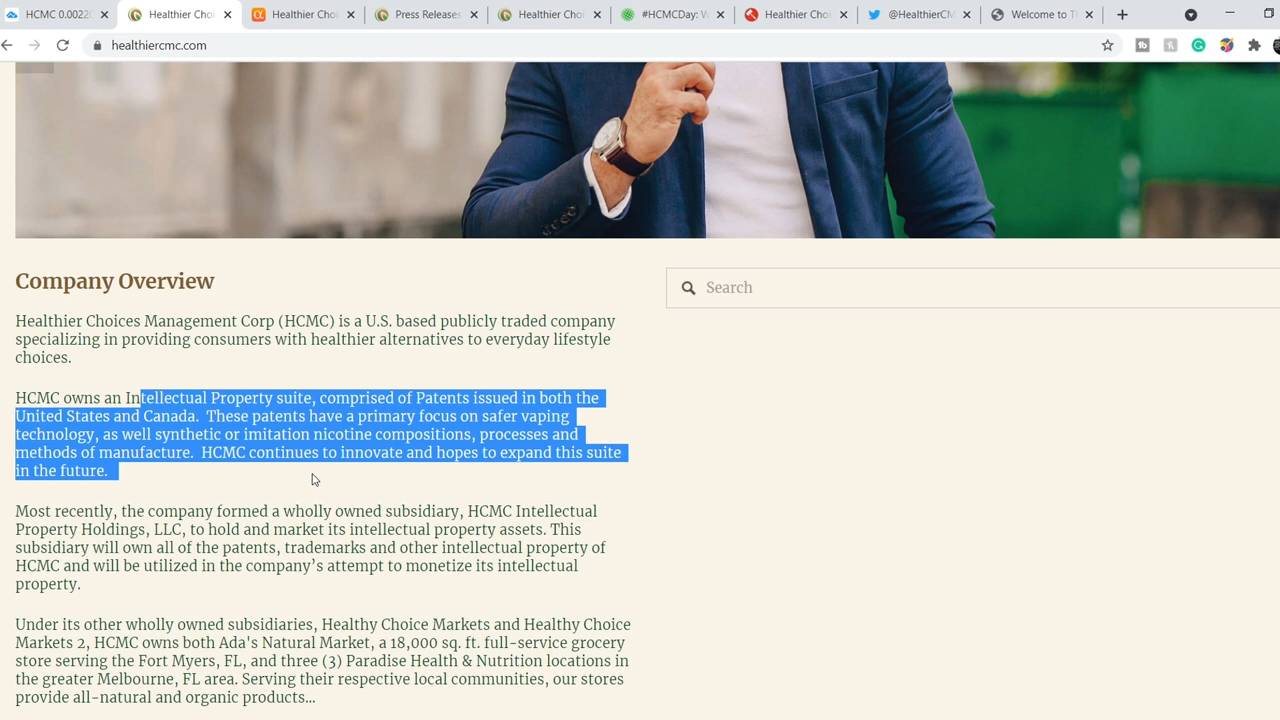 HCMC 0.0022
Healthier Choi
Healthier Choi
Press Releases
Healthier Choi
#HCMCDay: 
Healthier Choi
@HealthierCM
Welcome to T
healthiercmc.com
Company Overview
Search
Healthier Choices Management Corp (HCMC) is a U.S. based publicly traded company
specializing in providing consumers with healthier alternatives to everyday lifestyle
choices.
HCMC owns an Intellectual Property suite, comprised of Patents issued in both the
United States and Canada.  These patents have a primary focus on safer vaping
technology, as well synthetic or imitation nicotine compositions, processes and
methods of manufacture.  HCMC continues to innovate and hopes to expand this suite
in the future.
Most recently, the company formed a wholly owned subsidiary, HCMC Intellectual
Property Holdings, LLC, to hold and market its intellectual property assets. This
subsidiary will own all of the patents, trademarks and other intellectual property of
HCMC and will be utilized in the company’s attempt to monetize its intellectual
property.
Under its other wholly owned subsidiaries, Healthy Choice Markets and Healthy Choice
Markets 2, HCMC owns both Ada's Natural Market, a 18,000 sq. ft. full-service grocery
store serving the Fort Myers, FL, and three (3) Paradise Health & Nutrition locations in
the greater Melbourne, FL area. Serving their respective local communities, our stores
provide all-natural and organic products...